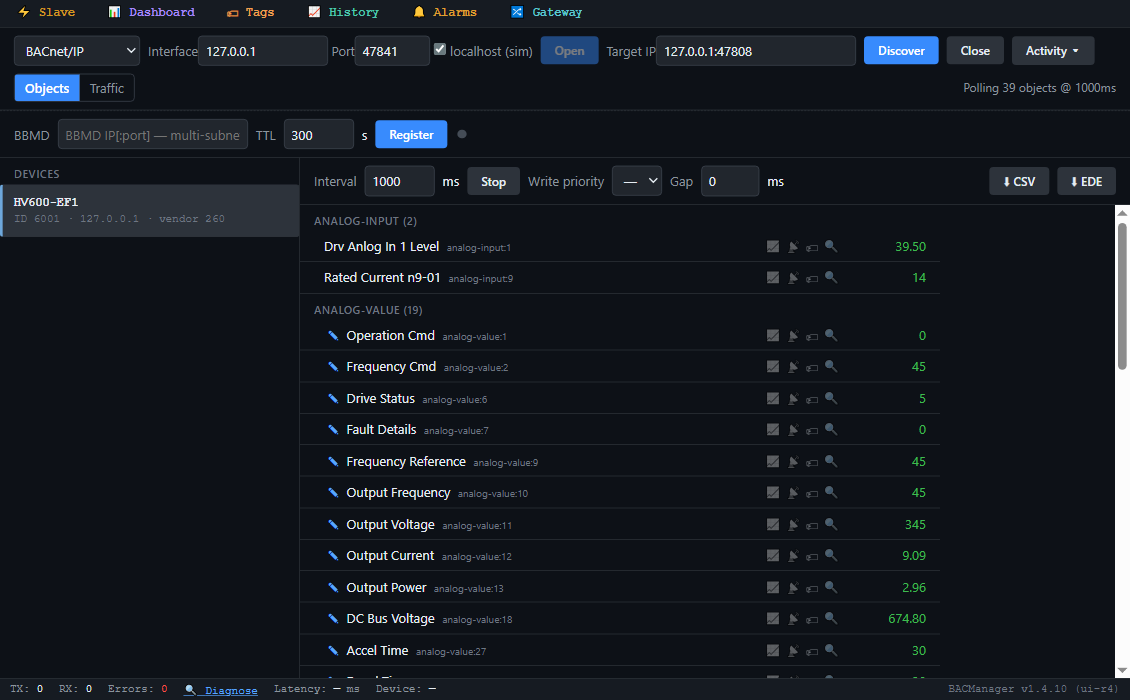 Slave Dashboard Tags History Alarms Gateway
BACnet/IP Interface 127.0.0.1 Port 47841 localhost (sim) Open Target IP 127.0.0.1:47808 Discover Close Activity
Objects Traffic Polling 39 objects @ 1000ms
BBMD BBMD IP[:port] — multi-subne TTL 300 s Register
DEVICES
HV600-EF1
ID 6001 · 127.0.0.1 · vendor 260
Interval 1000 ms Stop Write priority — Gap 0 ms CSV EDE
ANALOG-INPUT (2)
Drv Anlog In 1 Level analog-input:1 39.50
Rated Current n9-01 analog-input:9 14
ANALOG-VALUE (19)
Operation Cmd analog-value:1 0
Frequency Cmd analog-value:2 45
Drive Status analog-value:6 5
Fault Details analog-value:7 0
Frequency Reference analog-value:9 45
Output Frequency analog-value:10 45
Output Voltage analog-value:11 345
Output Current analog-value:12 9.09
Output Power analog-value:13 2.96
DC Bus Voltage analog-value:18 674.80
Accel Time analog-value:27 30
TX: 0 RX: 0 Errors: 0 Diagnose Latency: — ms Device: — BACManager v1.4.10 (ui-r4)